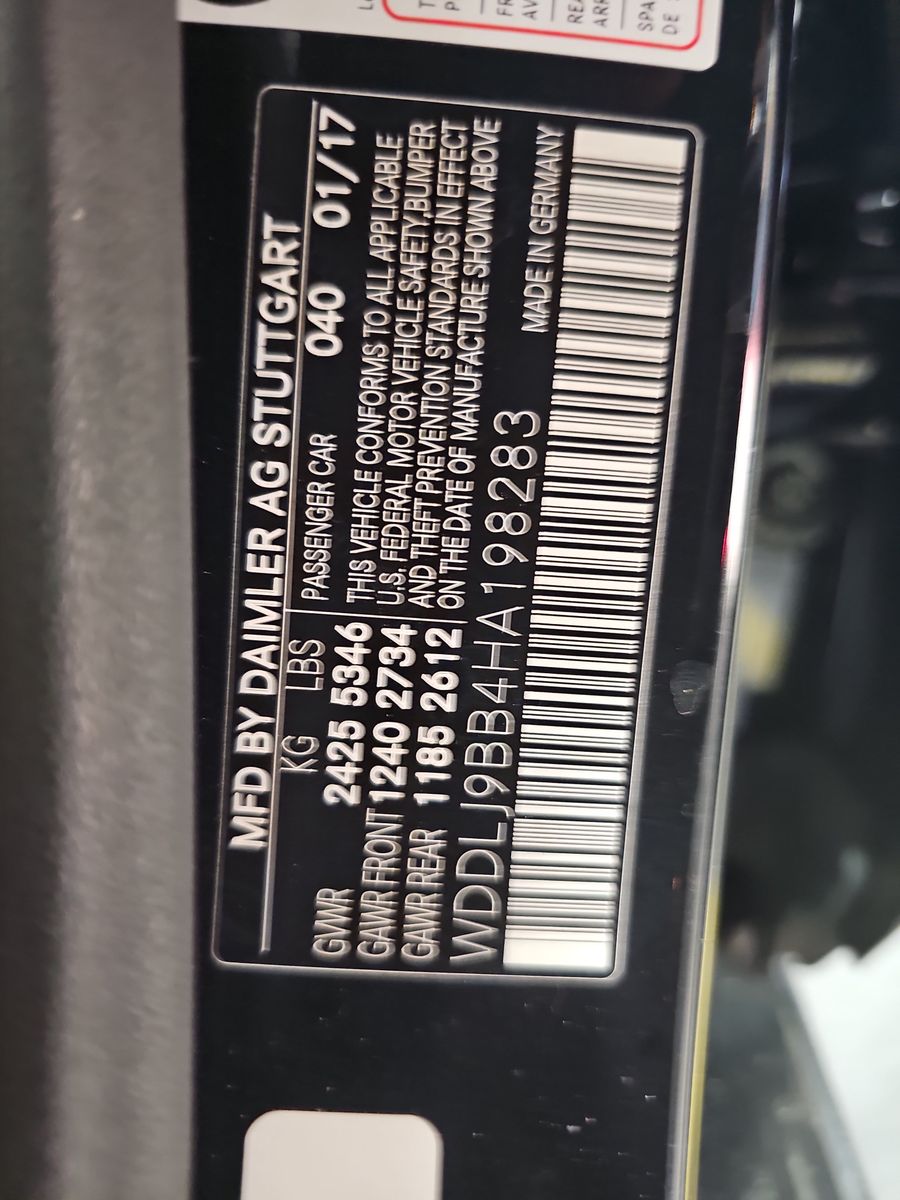 MFD BY DAIMLER AG STUTTGART
KG LBS
GVWR 2425 5346
GAWR FRONT 1240 2734
GAWR REAR 1185 2612
PASSENGER CAR 040 01/17
THIS VEHICLE CONFORMS TO ALL APPLICABLE
U.S. FEDERAL MOTOR VEHICLE SAFETY,BUMPER
AND THEFT PREVENTION STANDARDS IN EFFECT
ON THE DATE OF MANUFACTURE SHOWN ABOVE
WDDLJ9BB4HA198283
MADE IN GERMANY